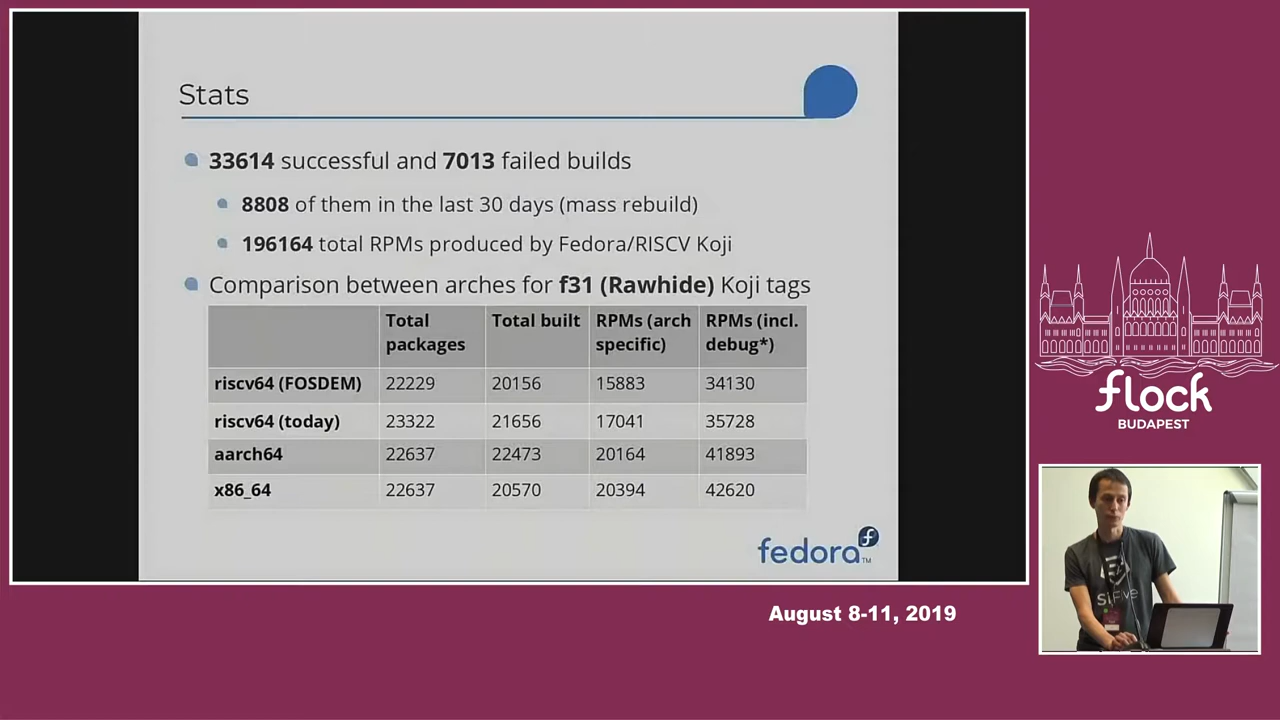 Stats
33614 successful and 7013 failed builds
8808 of them in the last 30 days (mass rebuild)
196164 total RPMs produced by Fedora/RISCV Koji
Comparison between arches for f31 (Rawhide) Koji tags
Total packages Total built RPMs (arch specific) RPMs (incl. debug*)
riscv64 (FOSDEM) 22229 20156 15883 34130
riscv64 (today) 23322 21656 17041 35728
aarch64 22637 22473 20164 41893
x86_64 22637 20570 20394 42620
fedora™
flock
BUDAPEST
SiFive
August 8-11, 2019